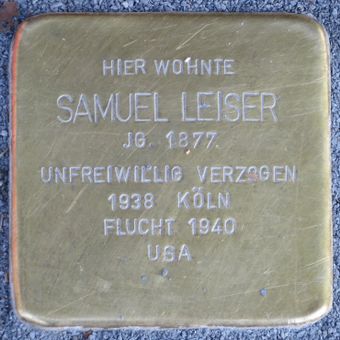 HIER WOHNTE
SAMUEL LEISER
JG. 1877
UNFREIWILLIG VERZOGEN
1938 KÖLN
FLUCHT 1940
USA